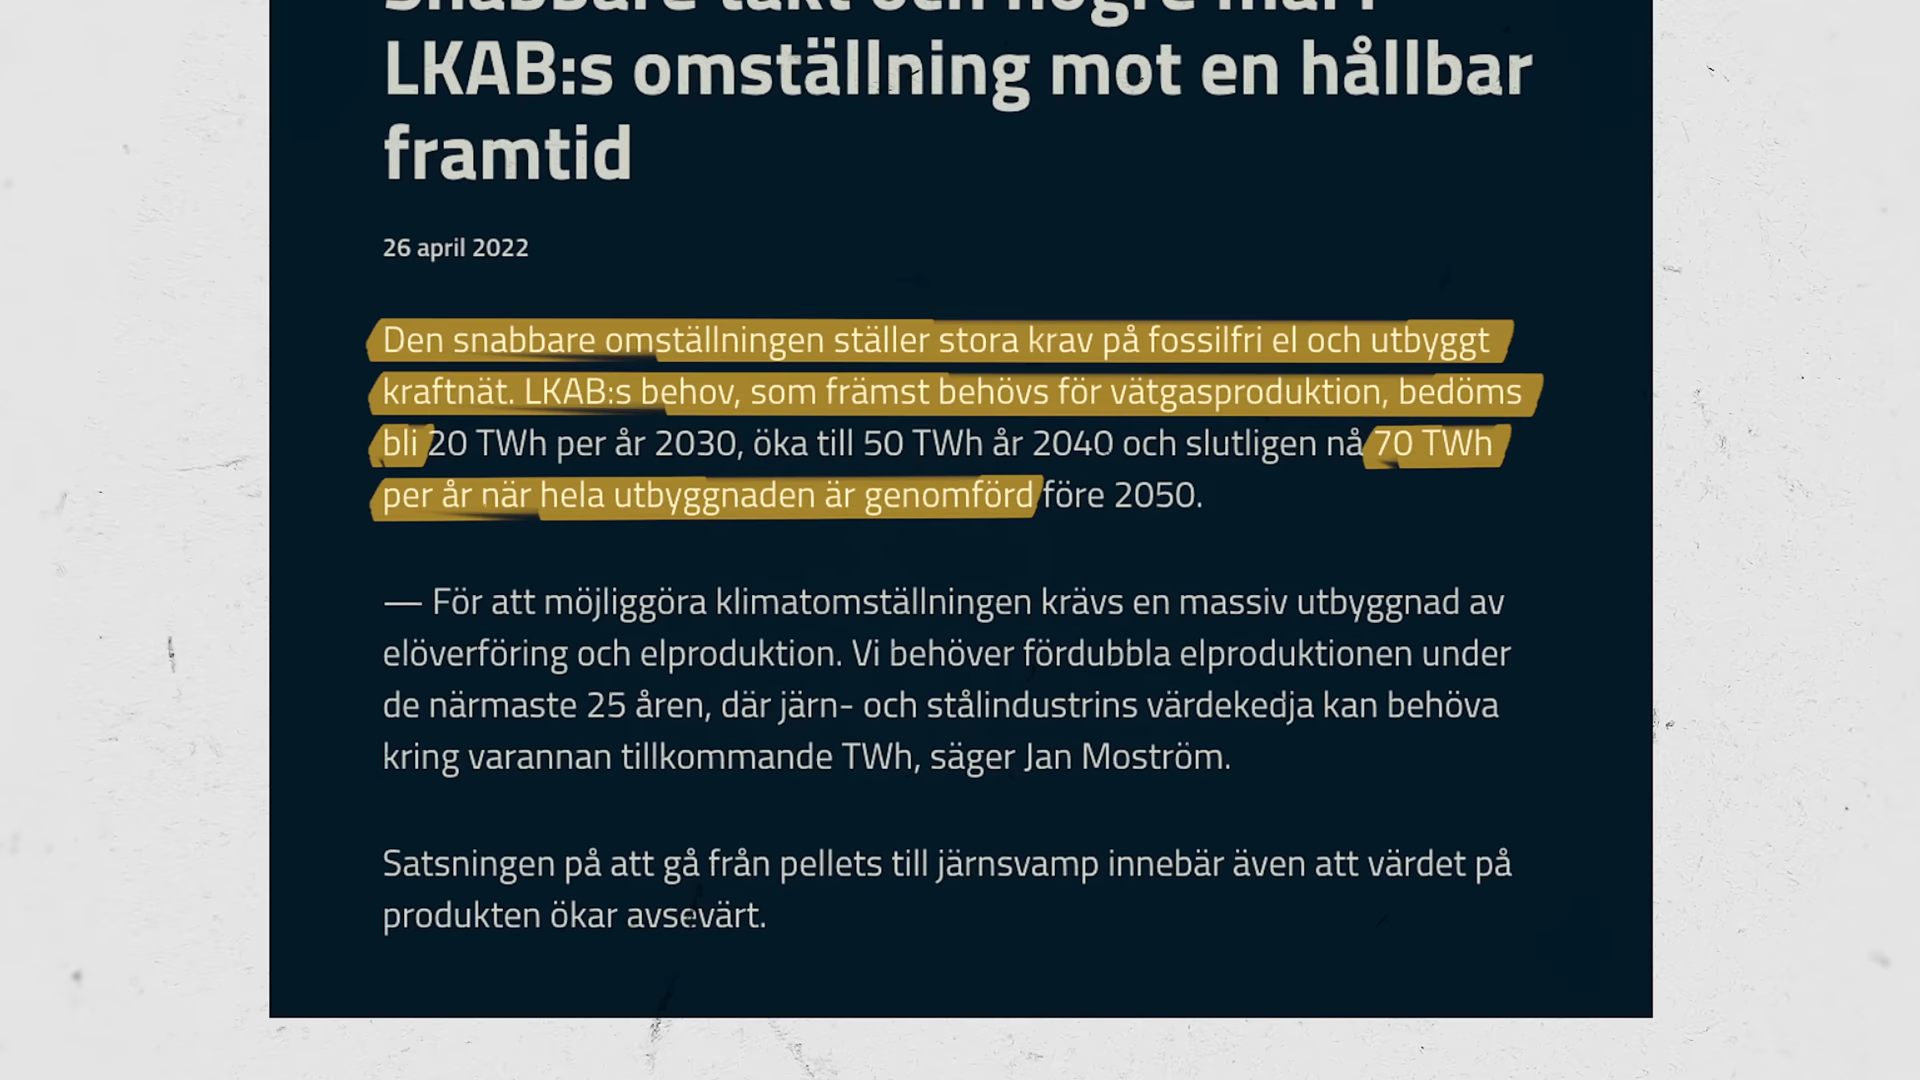 Snabbare takt och högre mål i
LKAB:s omställning mot en hållbar
framtid
26 april 2022
Den snabbare omställningen ställer stora krav på fossilfri el och utbyggt
kraftnät. LKAB:s behov, som främst behövs för vätgasproduktion, bedöms
bli 20 TWh per år 2030, öka till 50 TWh år 2040 och slutligen nå 70 TWh
per år när hela utbyggnaden är genomförd före 2050.
— För att möjliggöra klimatomställningen krävs en massiv utbyggnad av
elöverföring och elproduktion. Vi behöver fördubbla elproduktionen under
de närmaste 25 åren, där järn- och stålindustrins värdekedja kan behöva
kring varannan tillkommande TWh, säger Jan Moström.
Satsningen på att gå från pellets till järnsvamp innebär även att värdet på
produkten ökar avsevärt.